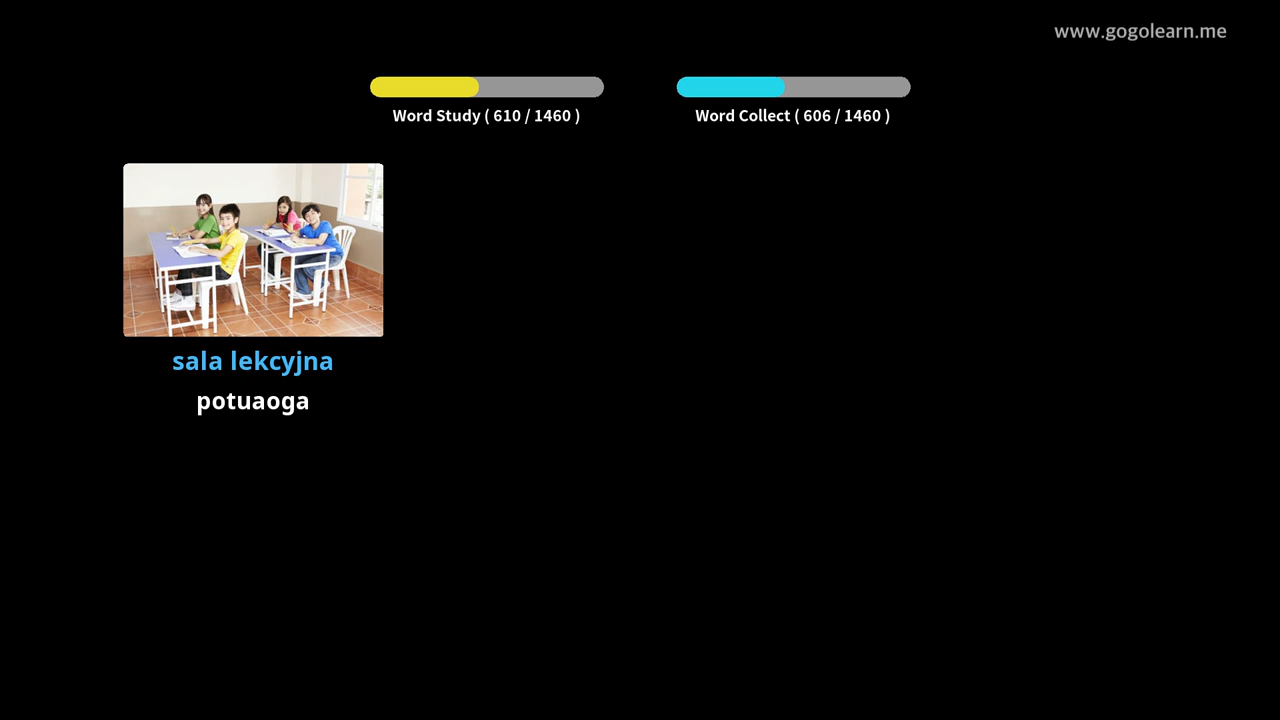 www.gogolearn.me
Word Study ( 610 / 1460 )
Word Collect ( 606 / 1460 )
sala lekcyjna
potuaoga